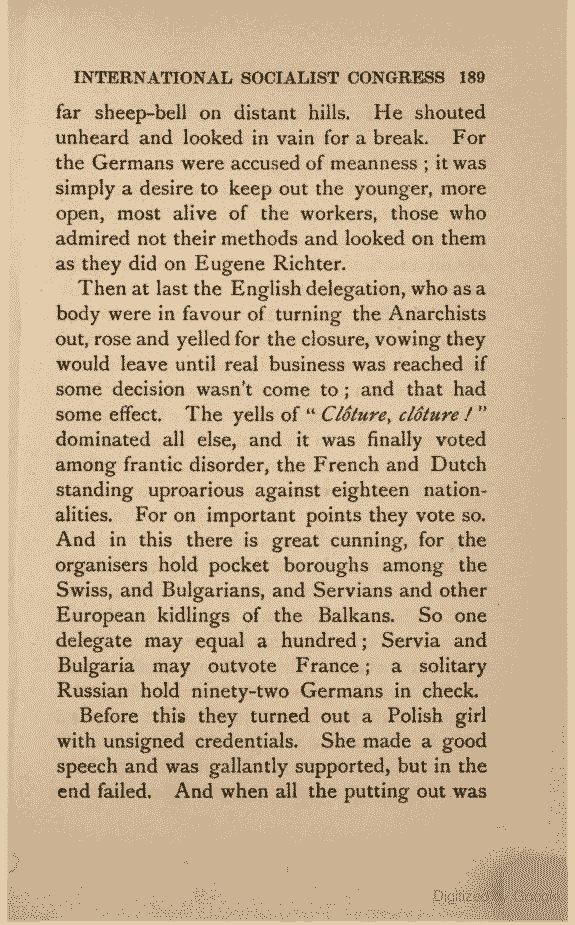 INTERNATIONAL SOCIALIST CONGRESS 189
far sheep-bell on distant hills. He shouted
unheard and looked in vain for a break. For
the Germans were accused of meanness ; it was
simply a desire to keep out the younger, more
open, most alive of the workers, those who
admired not their methods and looked on them
as they did on Eugene Richter.
Then at last the English delegation, who as a
body were in favour of turning the Anarchists
out, rose and yelled for the closure, vowing they
would leave until real business was reached if
some decision wasn't come to ; and that had
some effect. The yells of " Clôture, clôture ! "
dominated all else, and it was finally voted
among frantic disorder, the French and Dutch
standing uproarious against eighteen nation-
alities. For on important points they vote so.
And in this there is great cunning, for the
organisers hold pocket boroughs among the
Swiss, and Bulgarians, and Servians and other
European kidlings of the Balkans. So one
delegate may equal a hundred ; Servia and
Bulgaria may outvote France ; a solitary
Russian hold ninety-two Germans in check.
Before this they turned out a Polish girl
with unsigned credentials. She made a good
speech and was gallantly supported, but in the
end failed. And when all the putting out was
Digitized by Google